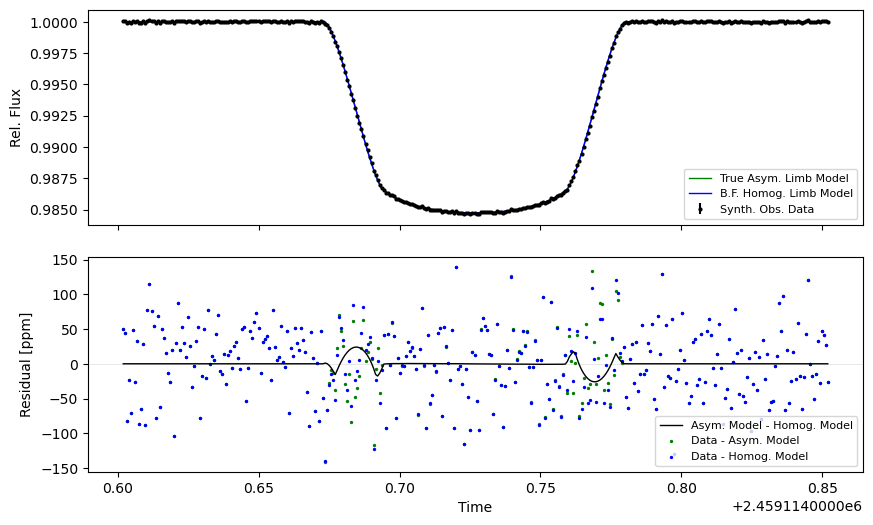 1.0000
0.9975
0.9950
0.9925
0.9900
0.9875
0.9850
Rel. Flux
True Asym. Limb Model
B.F. Homog. Limb Model
Synth. Obs. Data
150
100
50
0
−50
−100
−150
Residual [ppm]
Asym. Model - Homog. Model
Data - Asym. Model
Data - Homog. Model
0.60 0.65 0.70 0.75 0.80 0.85
Time
+2.4591140000e6